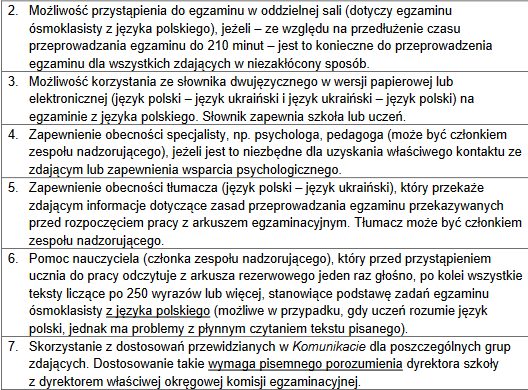 2. Możliwość przystąpienia do egzaminu w oddzielnej sali (dotyczy egzaminu
ósmoklasisty z języka polskiego), jeżeli – ze względu na przedłużenie czasu
przeprowadzania egzaminu do 210 minut – jest to konieczne do przeprowadzenia
egzaminu dla wszystkich zdających w niezakłócony sposób.
3. Możliwość korzystania ze słownika dwujęzycznego w wersji papierowej lub
elektronicznej (język polski – język ukraiński i język ukraiński – język polski) na
egzaminie z języka polskiego. Słownik zapewnia szkoła lub uczeń.
4. Zapewnienie obecności specjalisty, np. psychologa, pedagoga (może być członkiem
zespołu nadzorującego), jeżeli jest to niezbędne dla uzyskania właściwego kontaktu ze
zdającym lub zapewnienia wsparcia psychologicznego.
5. Zapewnienie obecności tłumacza (język polski – język ukraiński), który przekaże
zdającym informacje dotyczące zasad przeprowadzania egzaminu przekazywanych
przed rozpoczęciem pracy z arkuszem egzaminacyjnym. Tłumacz może być członkiem
zespołu nadzorującego.
6. Pomoc nauczyciela (członka zespołu nadzorującego), który przed przystąpieniem
ucznia do pracy odczytuje z arkusza rezerwowego jeden raz głośno, po kolei wszystkie
teksty liczące po 250 wyrazów lub więcej, stanowiące podstawę zadań egzaminu
ósmoklasisty z języka polskiego (możliwe w przypadku, gdy uczeń rozumie język
polski, jednak ma problemy z płynnym czytaniem tekstu pisanego).
7. Skorzystanie z dostosowań przewidzianych w Komunikacie dla poszczególnych grup
zdających. Dostosowanie takie wymaga pisemnego porozumienia dyrektora szkoły
z dyrektorem właściwej okręgowej komisji egzaminacyjnej.